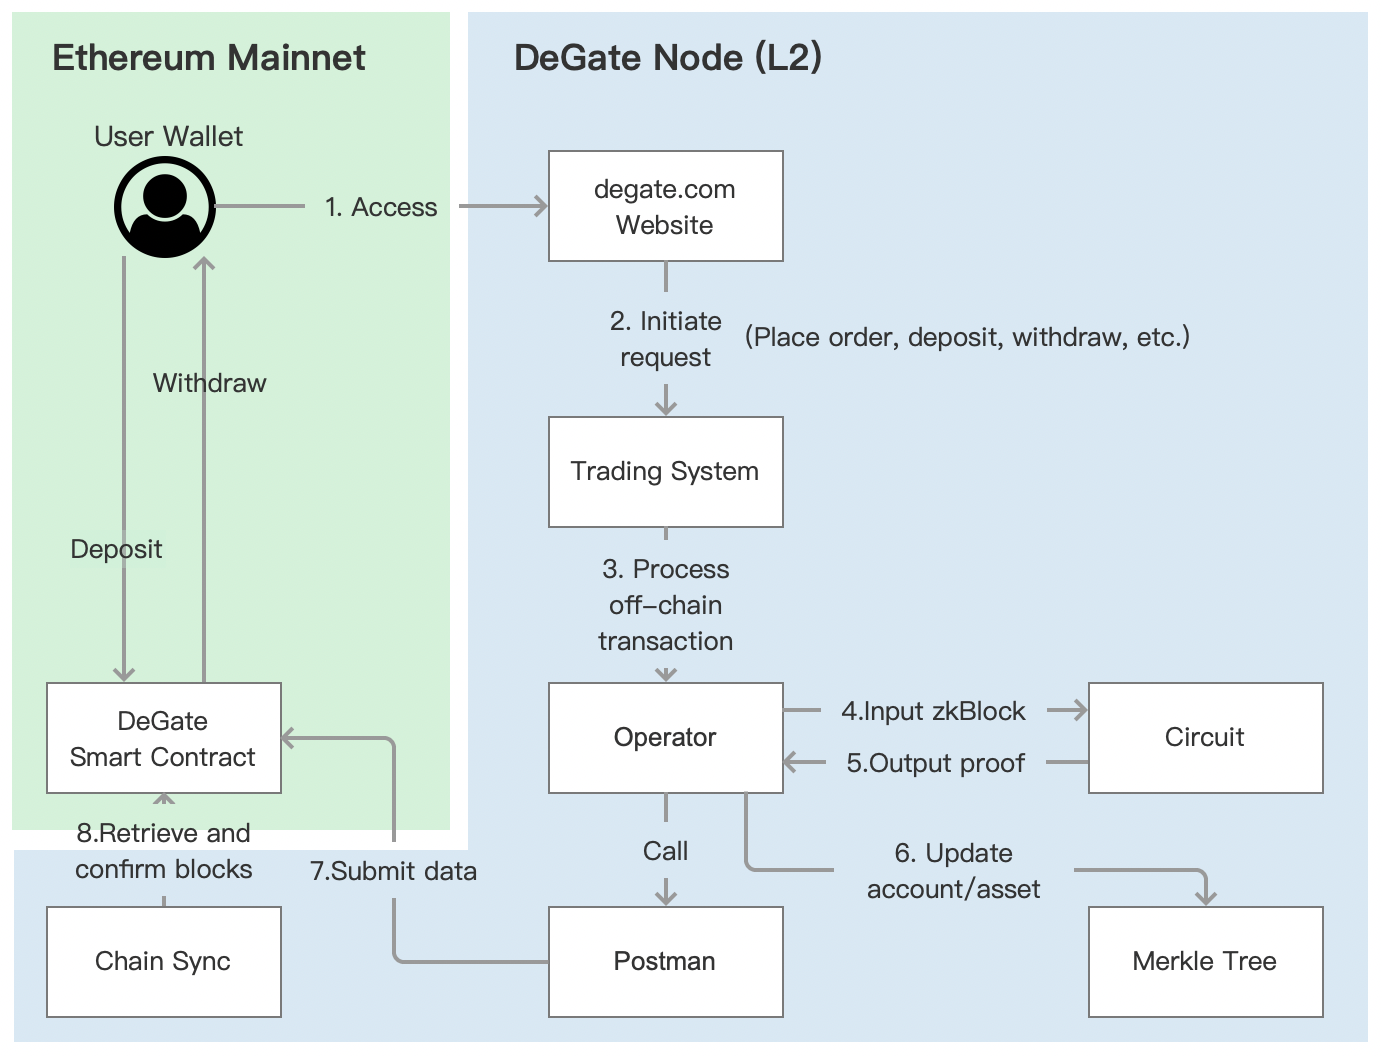 Ethereum Mainnet
DeGate Node (L2)
User Wallet
1. Access
degate.com
Website
2. Initiate
request
(Place order, deposit, withdraw, etc.)
Withdraw
Trading System
Deposit
3. Process
off-chain
transaction
DeGate
Smart Contract
Operator
4.Input zkBlock
5.Output proof
Circuit
8.Retrieve and
confirm blocks
7.Submit data
Call
6. Update
account/asset
Chain Sync
Postman
Merkle Tree